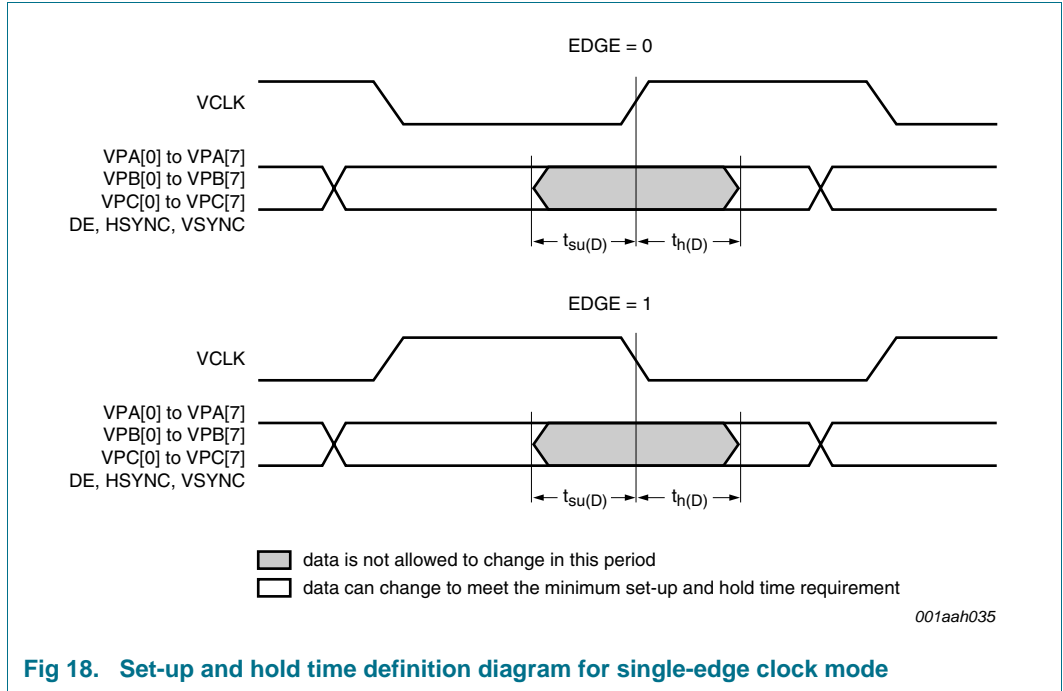 EDGE = 0
VCLK
VPA[0] to VPA[7]
VPB[0] to VPB[7]
VPC[0] to VPC[7]
DE, HSYNC, VSYNC
tsu(D) th(D)
EDGE = 1
VCLK
VPA[0] to VPA[7]
VPB[0] to VPB[7]
VPC[0] to VPC[7]
DE, HSYNC, VSYNC
tsu(D) th(D)
data is not allowed to change in this period
data can change to meet the minimum set-up and hold time requirement
001aah035
Fig 18. Set-up and hold time definition diagram for single-edge clock mode